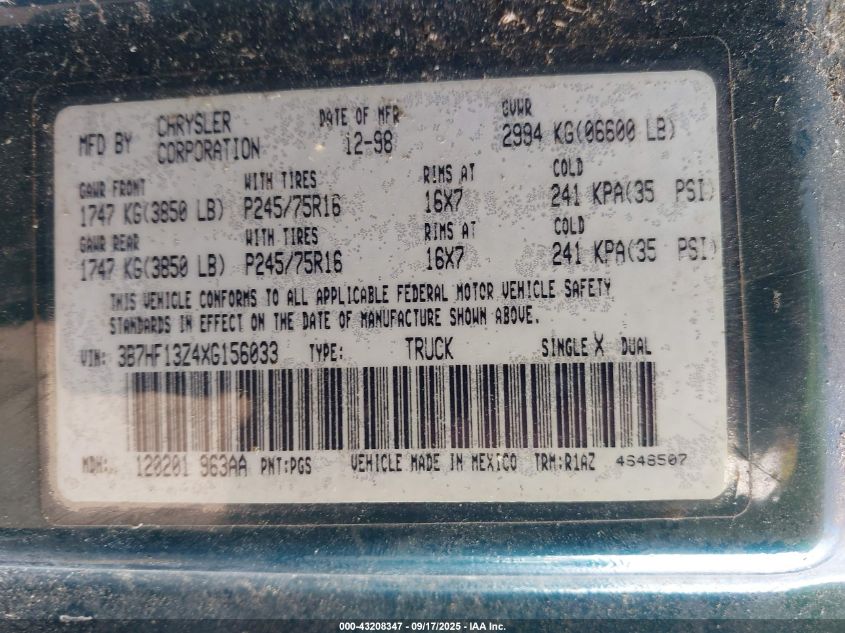 MFD BY CHRYSLER CORPORATION DATE OF MFR 12-98 GVWR 2994 KG(06600 LB)
GAWR FRONT WITH TIRES RIMS AT COLD
1747 KG(3850 LB) P245/75R16 16X7 241 KPA(35 PSI)
GAWR REAR WITH TIRES RIMS AT COLD
1747 KG(3850 LB) P245/75R16 16X7 241 KPA(35 PSI)
THIS VEHICLE CONFORMS TO ALL APPLICABLE FEDERAL MOTOR VEHICLE SAFETY
STANDARDS IN EFFECT ON THE DATE OF MANUFACTURE SHOWN ABOVE.
VIN: 3B7HF13Z4XG156033 TYPE: TRUCK SINGLE X DUAL
MDH: 120201 963AA PNT:PGS VEHICLE MADE IN MEXICO TRM:R1AZ 4648507
000-43208347 - 09/17/2025 - IAA Inc.